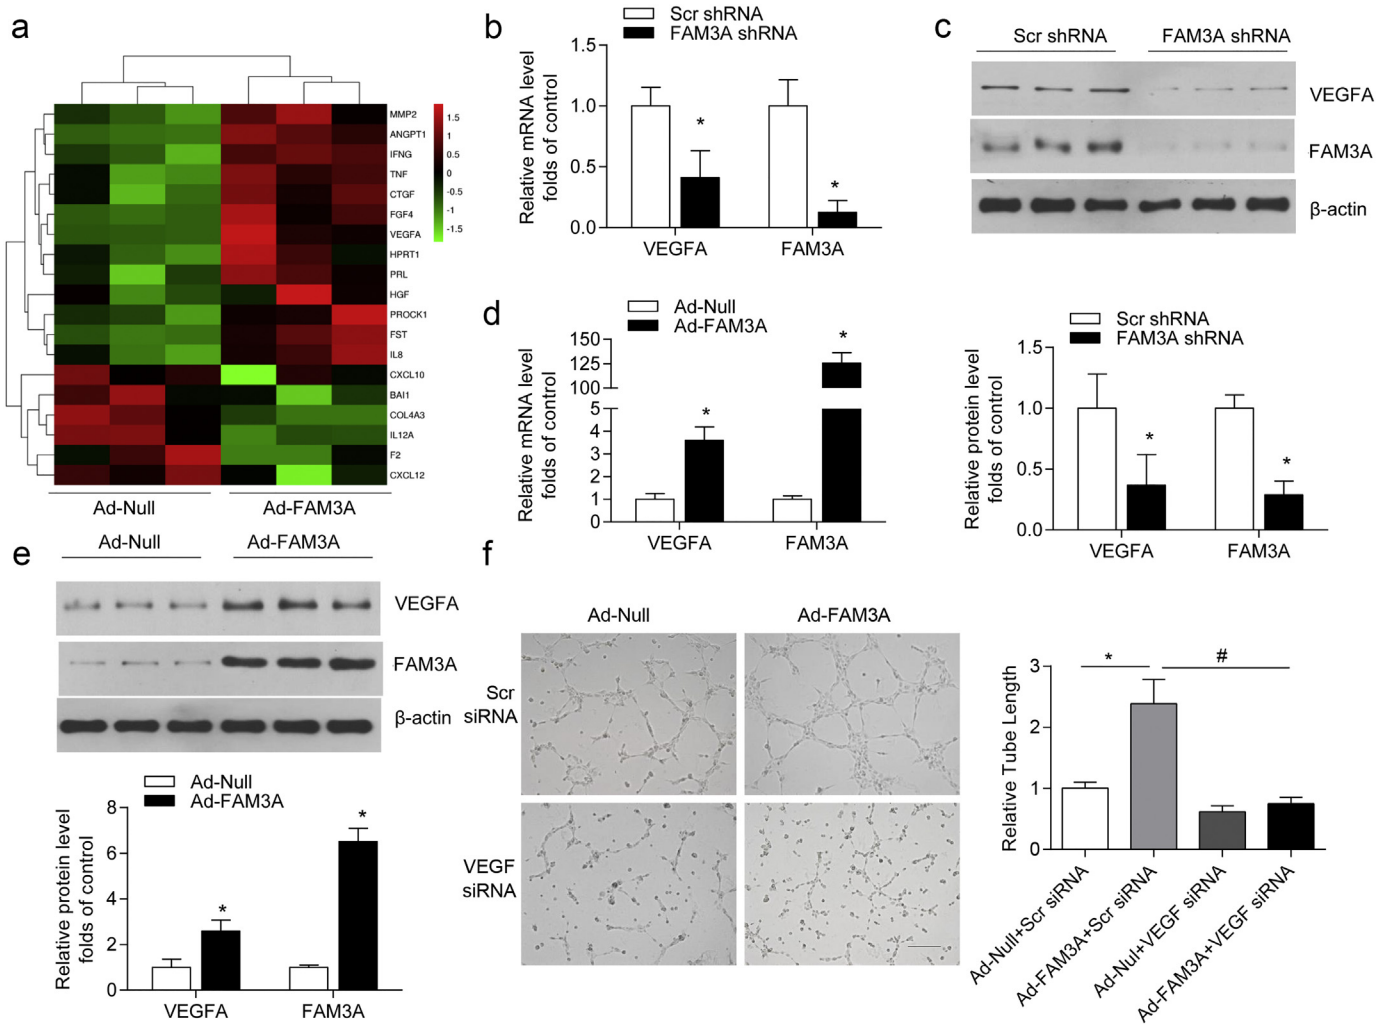 a
MMP2
ANGPT1
IFNG
TNF
CTGF
FGF4
VEGFA
HPRT1
PRL
HGF
PROCK1
FST
IL8
CXCL10
BAI1
COL4A3
IL12A
F2
CXCL12
1.5
1
0.5
0
-0.5
-1
-1.5
Ad-Null
Ad-FAM3A
b
Scr shRNA
FAM3A shRNA
Relative mRNA level
folds of control
1.5
1.0
0.5
0.0
*
*
VEGFA
FAM3A
c
Scr shRNA
FAM3A shRNA
VEGFA
FAM3A
β-actin
Scr shRNA
FAM3A shRNA
Relative protein level
folds of control
1.5
1.0
0.5
0.0
*
*
VEGFA
FAM3A
d
Ad-Null
Ad-FAM3A
Relative mRNA level
folds of control
150
125
100
5
4
3
2
1
0
*
*
VEGFA
FAM3A
e
Ad-Null
Ad-FAM3A
VEGFA
FAM3A
β-actin
Ad-Null
Ad-FAM3A
Relative protein level
folds of control
8
6
4
2
0
*
*
VEGFA
FAM3A
f
Ad-Null
Ad-FAM3A
Scr
siRNA
VEGF
siRNA
Relative Tube Length
3
2
1
0
*
#
Ad-Null+Scr siRNA
Ad-FAM3A+Scr siRNA
Ad-Nul+VEGF siRNA
Ad-FAM3A+VEGF siRNA